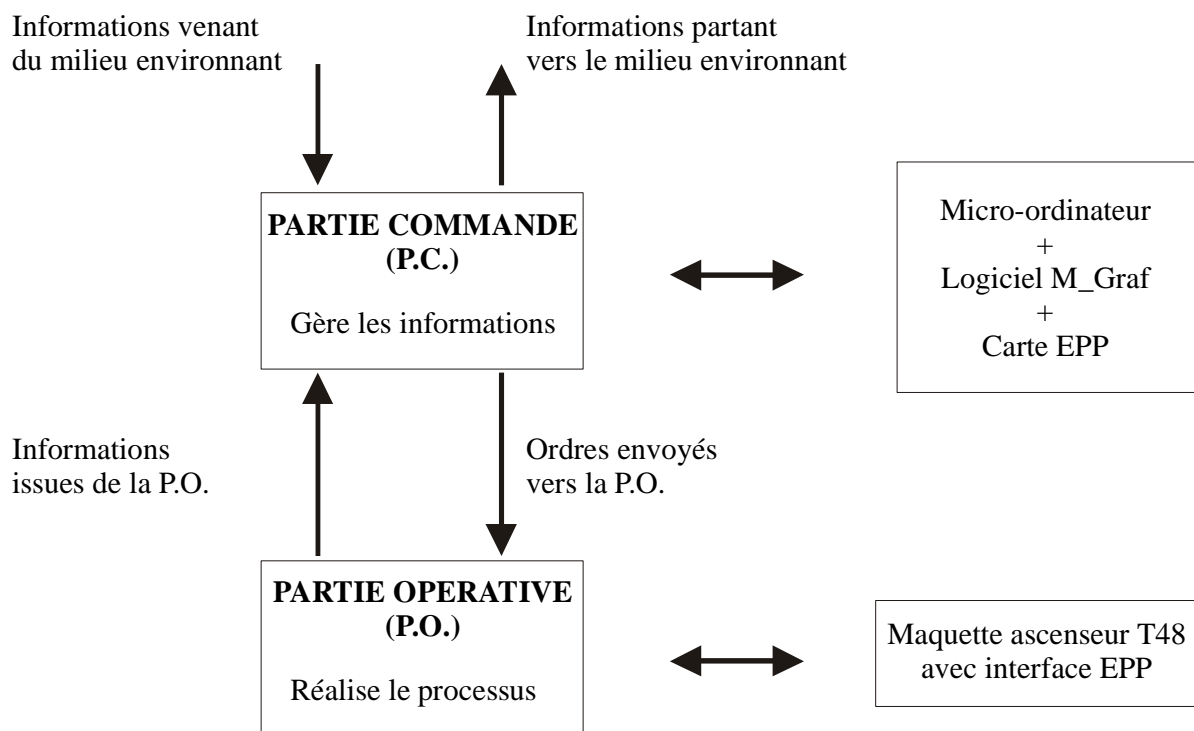 Informations venant
du milieu environnant
Informations partant
vers le milieu environnant
PARTIE COMMANDE
(P.C.)
Gère les informations
Micro-ordinateur
+
Logiciel M_Graf
+
Carte EPP
Informations
issues de la P.O.
Ordres envoyés
vers la P.O.
PARTIE OPERATIVE
(P.O.)
Réalise le processus
Maquette ascenseur T48
avec interface EPP